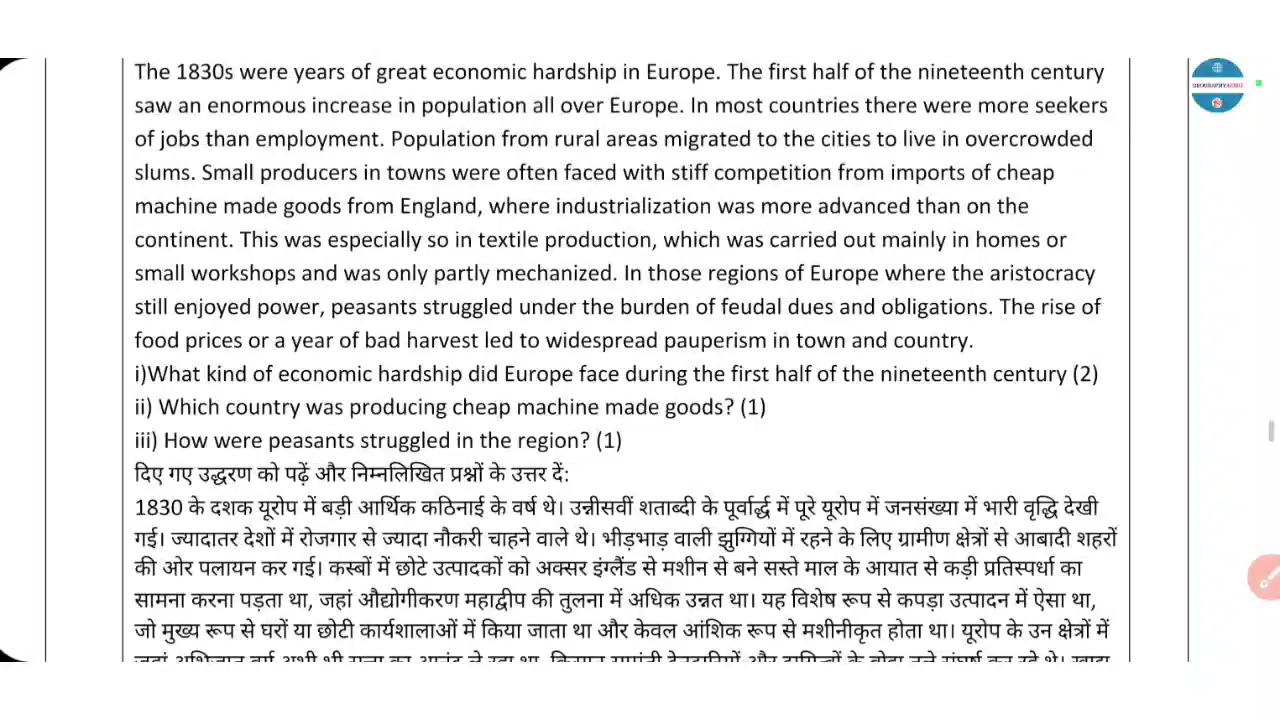 The 1830s were years of great economic hardship in Europe. The first half of the nineteenth century
saw an enormous increase in population all over Europe. In most countries there were more seekers
of jobs than employment. Population from rural areas migrated to the cities to live in overcrowded
slums. Small producers in towns were often faced with stiff competition from imports of cheap
machine made goods from England, where industrialization was more advanced than on the
continent. This was especially so in textile production, which was carried out mainly in homes or
small workshops and was only partly mechanized. In those regions of Europe where the aristocracy
still enjoyed power, peasants struggled under the burden of feudal dues and obligations. The rise of
food prices or a year of bad harvest led to widespread pauperism in town and country.
i)What kind of economic hardship did Europe face during the first half of the nineteenth century (2)
ii) Which country was producing cheap machine made goods? (1)
iii) How were peasants struggled in the region? (1)
दिए गए उद्धरण को पढ़ें और निम्नलिखित प्रश्नों के उत्तर दें:
1830 के दशक यूरोप में बड़ी आर्थिक कठिनाई के वर्ष थे। उन्नीसवीं शताब्दी के पूर्वार्द्ध में पूरे यूरोप में जनसंख्या में भारी वृद्धि देखी
गई। ज्यादातर देशों में रोजगार से ज्यादा नौकरी चाहने वाले थे। भीड़भाड़ वाली झुग्गियों में रहने के लिए ग्रामीण क्षेत्रों से आबादी शहरों
की ओर पलायन कर गई। कस्बों में छोटे उत्पादकों को अक्सर इंग्लैंड से मशीन से बने सस्ते माल के आयात से कड़ी प्रतिस्पर्धा का
सामना करना पड़ता था, जहां औद्योगीकरण महाद्वीप की तुलना में अधिक उन्नत था। यह विशेष रूप से कपड़ा उत्पादन में ऐसा था,
जो मुख्य रूप से घरों या छोटी कार्यशालाओं में किया जाता था और केवल आंशिक रूप से मशीनीकृत होता था। यूरोप के उन क्षेत्रों में